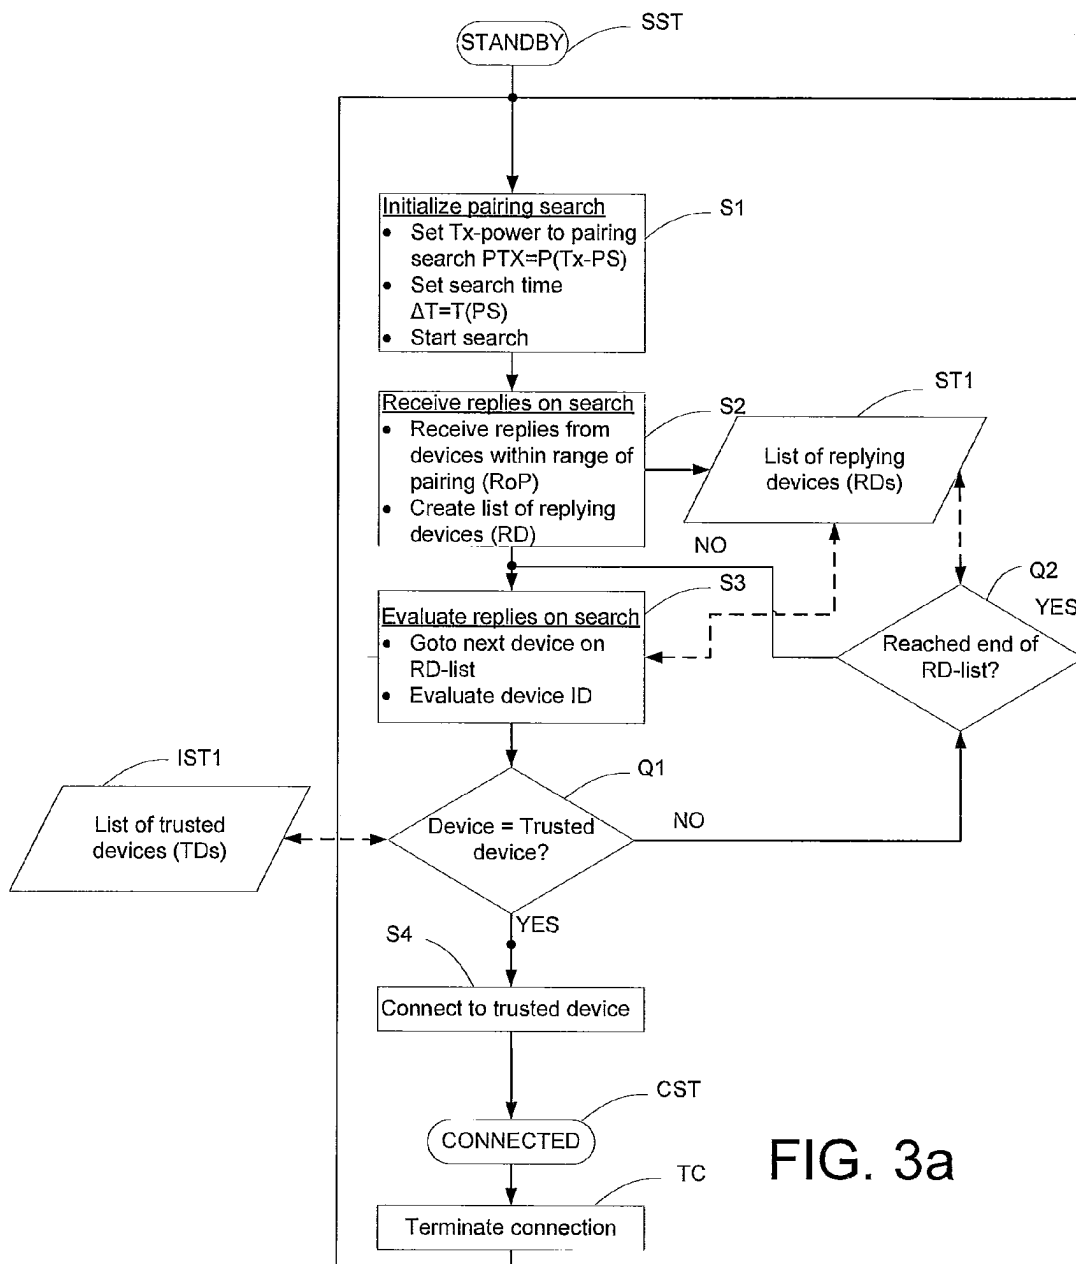 SST
STANDBY
S1
Initialize pairing search
• Set Tx-power to pairing
search PTX=P(Tx-PS)
• Set search time
ΔT=T(PS)
• Start search
ST1
S2
Receive replies on search
• Receive replies from
devices within range of
pairing (RoP)
• Create list of replying
devices (RD)
List of replying
devices (RDs)
NO
Q2
YES
S3
Evaluate replies on search
• Goto next device on
RD-list
• Evaluate device ID
Reached end of
RD-list?
IST1
Q1
List of trusted
devices (TDs)
Device = Trusted
device?
NO
YES
S4
Connect to trusted device
CST
CONNECTED
FIG. 3a
TC
Terminate connection